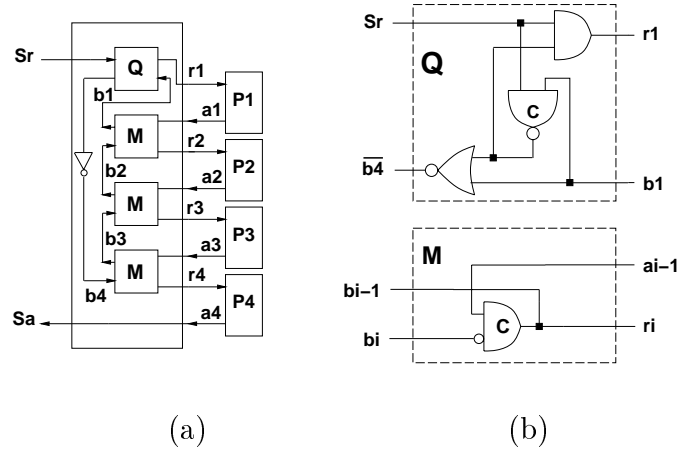 Sr
Q
r1
b1
P1
a1
M
r2
b2
P2
a2
M
r3
b3
P3
a3
M
r4
b4
P4
a4
Sa
(a)
Sr
r1
Q
C
b4
b1
M
ai−1
bi−1
C
bi
ri
(b)